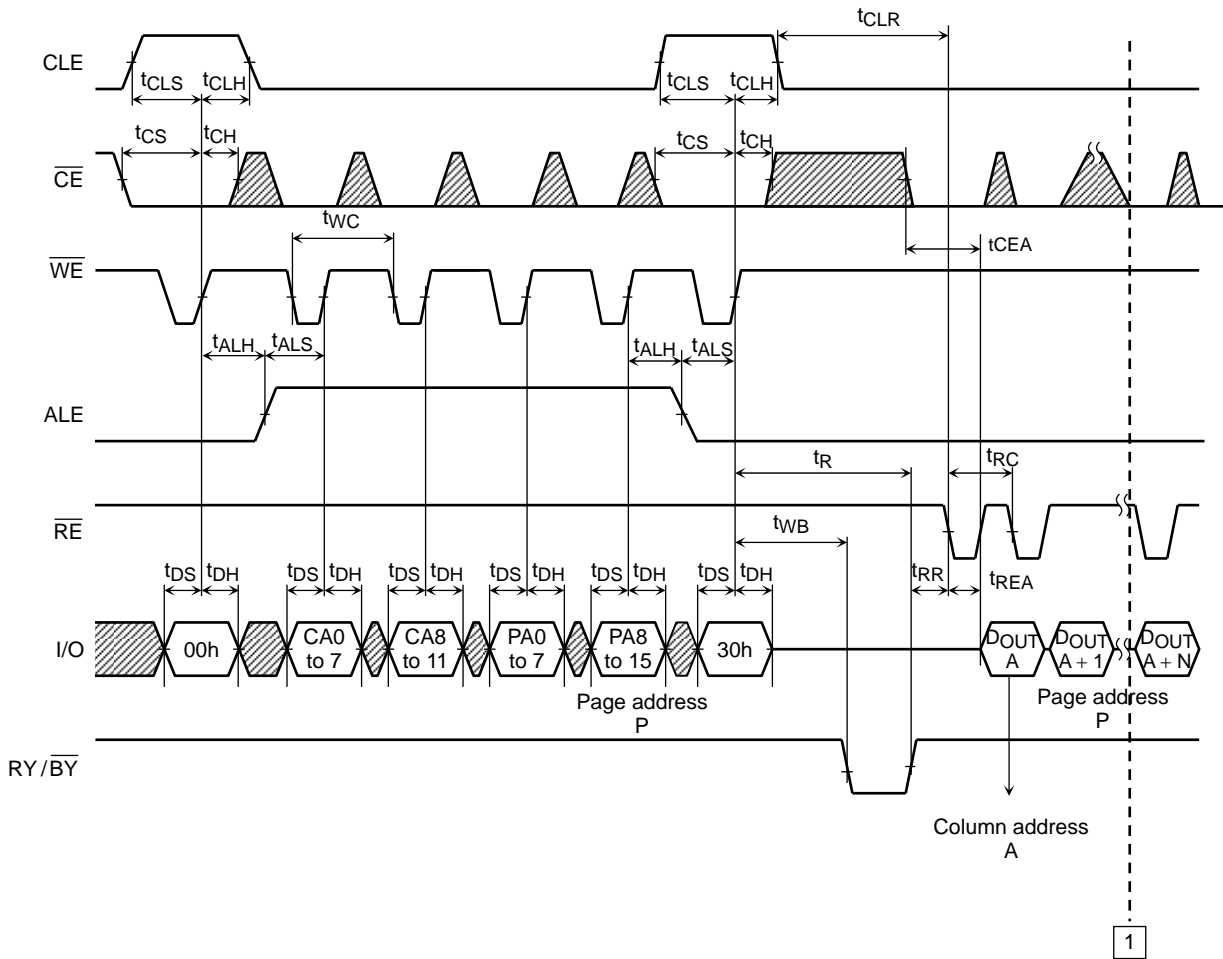 tCLR
CLE
tCLS tCLH tCLS tCLH
tCS tCH tCS tCH
CE
tWC
tCEA
WE
tALH tALS tALH tALS
ALE
tR tRC
RE
tWB
tDS tDH tDS tDH tDS tDH tDS tDH tDS tDH tDS tDH tRR tREA
I/O
00h
CA0
to 7
CA8
to 11
PA0
to 7
PA8
to 15
30h
DOUT
A
DOUT
A + 1
DOUT
A + N
Page address
P
Page address
P
RY / BY
Column address
A
1